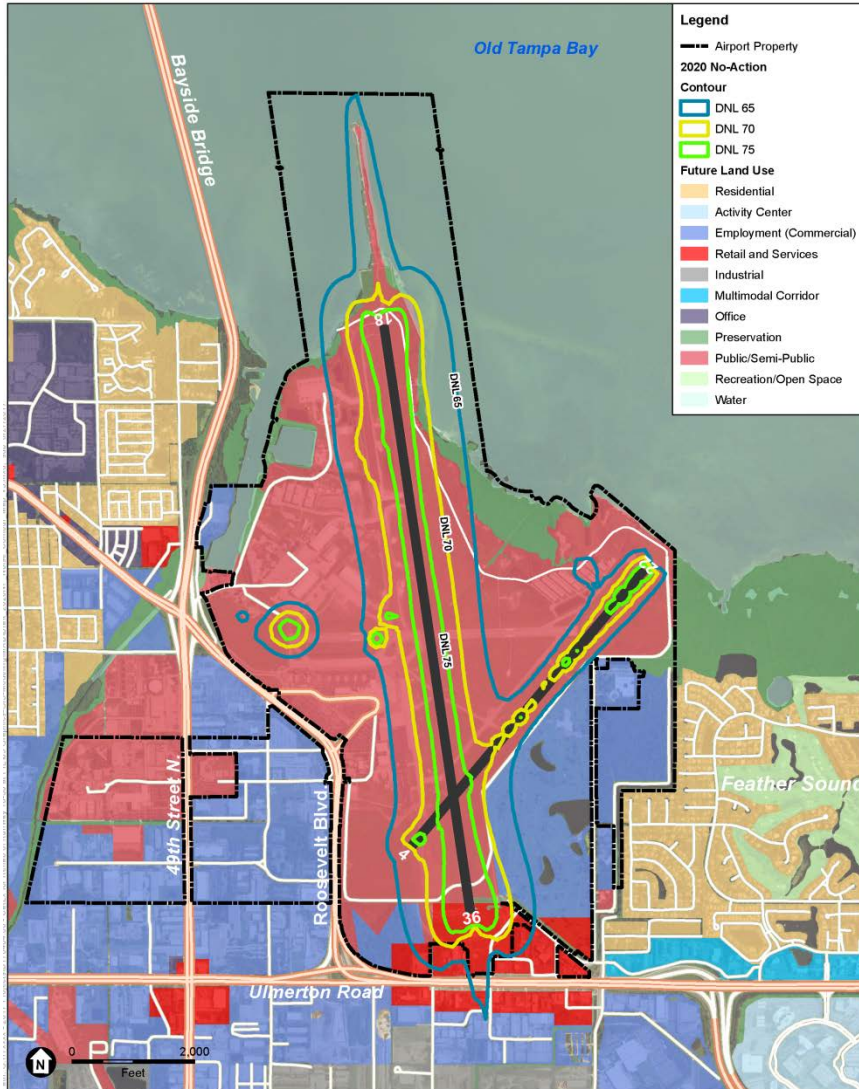 Old Tampa Bay
Bayside Bridge
Legend
Airport Property
2020 No-Action
Contour
DNL 65
DNL 70
DNL 75
Future Land Use
Residential
Activity Center
Employment (Commercial)
Retail and Services
Industrial
Multimodal Corridor
Office
Preservation
Public/Semi-Public
Recreation/Open Space
Water
18
DNL 65
DNL 70
22
DNL 75
Feather Sound
49th Street N.
Roosevelt Blvd
4
36
Ulmerton Road
N
0
2,000
Feet